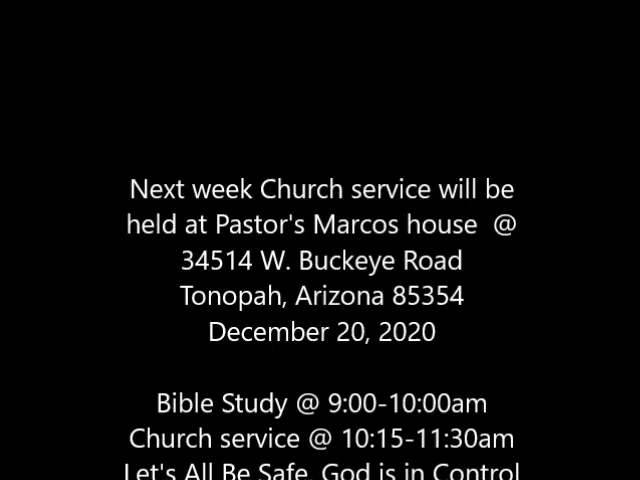 Next week Church service will be
held at Pastor's Marcos house @
34514 W. Buckeye Road
Tonopah, Arizona 85354
December 20, 2020
Bible Study @ 9:00-10:00am
Church service @ 10:15-11:30am
Let's All Be Safe, God is in Control